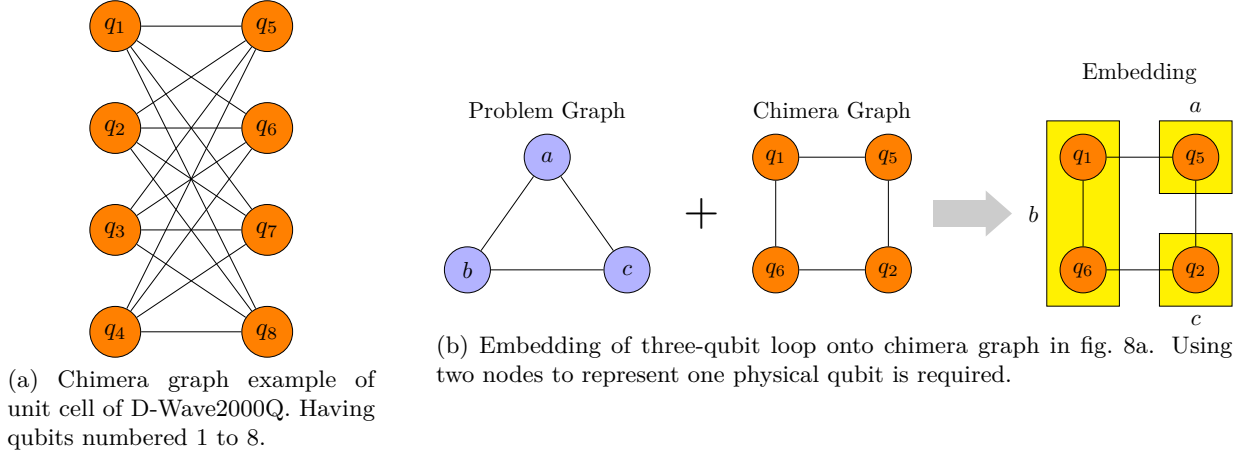 q1
q5
q2
q6
q3
q7
q4
q8
(a) Chimera graph example of
unit cell of D-Wave2000Q. Having
qubits numbered 1 to 8.
Problem Graph
a
b
c
+
Chimera Graph
q1
q5
q6
q2
Embedding
a
q1
q5
b
q6
q2
c
(b) Embedding of three-qubit loop onto chimera graph in fig. 8a. Using
two nodes to represent one physical qubit is required.